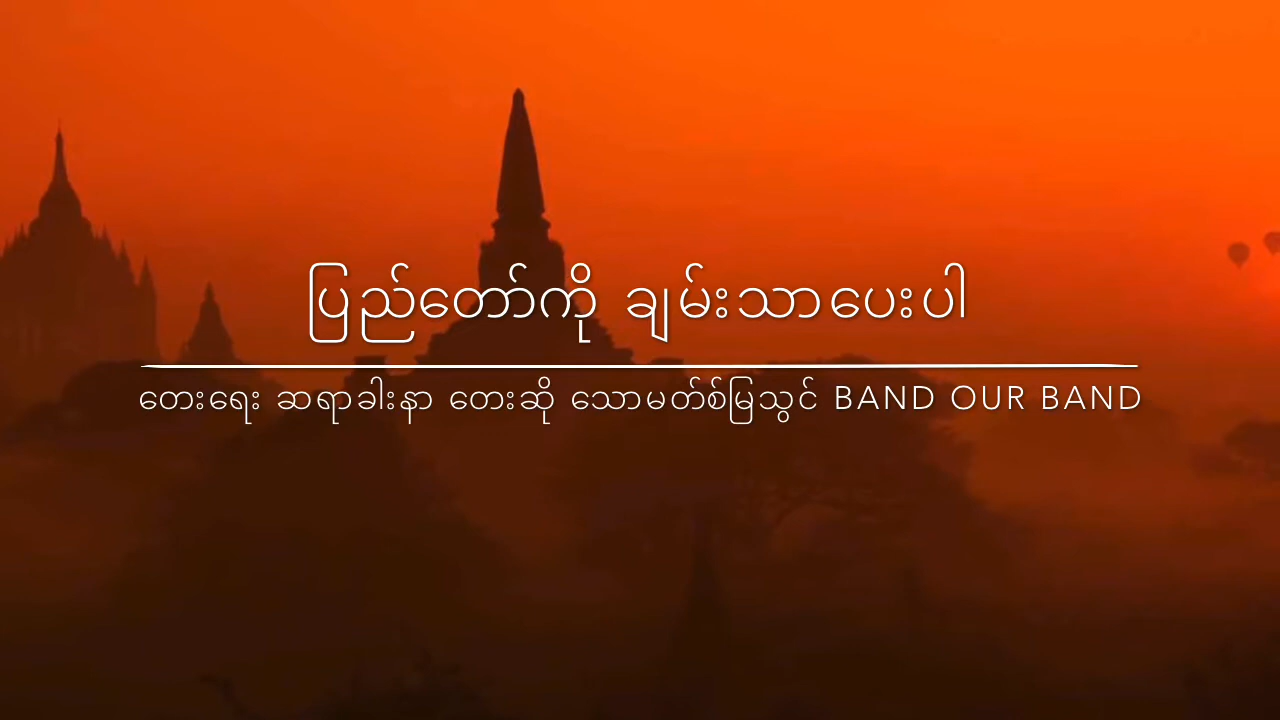 ပြည်တော်ကို ချမ်းသာပေးပါ
တေးရေး ဆရာခါးနာ တေးဆို သောမတ်စ်မြသွင် BAND OUR BAND